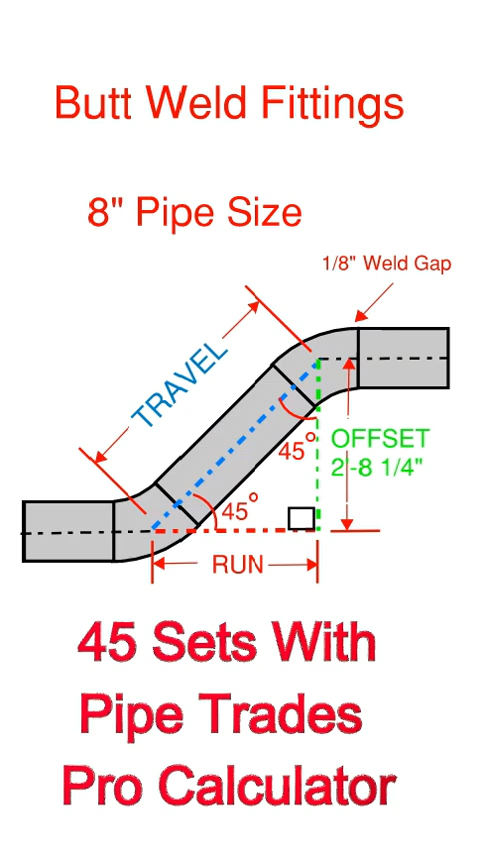 Butt Weld Fittings
8" Pipe Size
1/8" Weld Gap
TRAVEL
45°
OFFSET
2'-8 1/4"
45°
RUN
45 Sets With
Pipe Trades
Pro Calculator